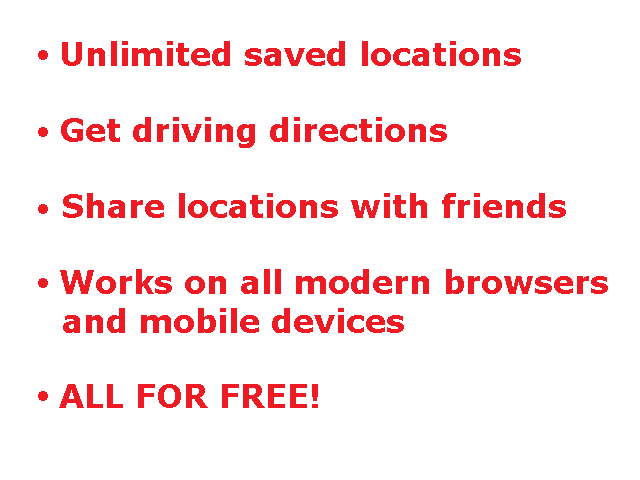 • Unlimited saved locations
• Get driving directions
• Share locations with friends
• Works on all modern browsers
and mobile devices
• ALL FOR FREE!